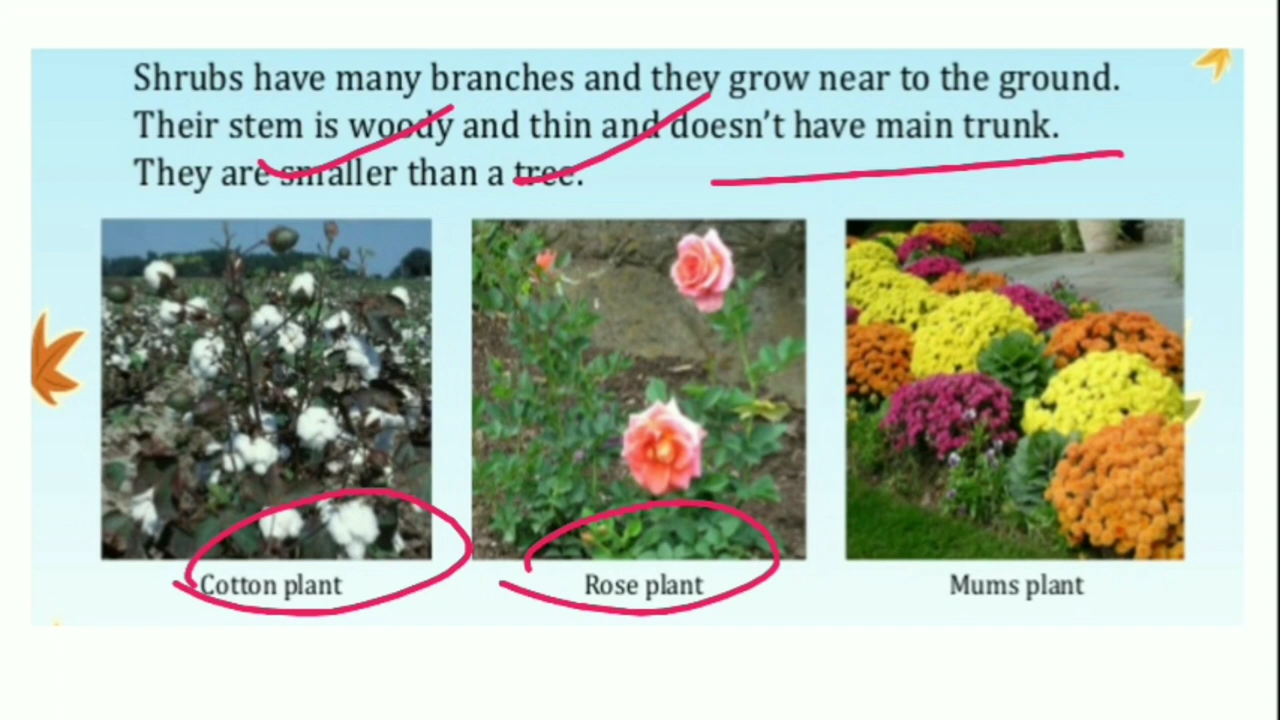 Shrubs have many branches and they grow near to the ground.
Their stem is woody and thin and doesn't have main trunk.
They are smaller than a tree.
Cotton plant
Rose plant
Mums plant